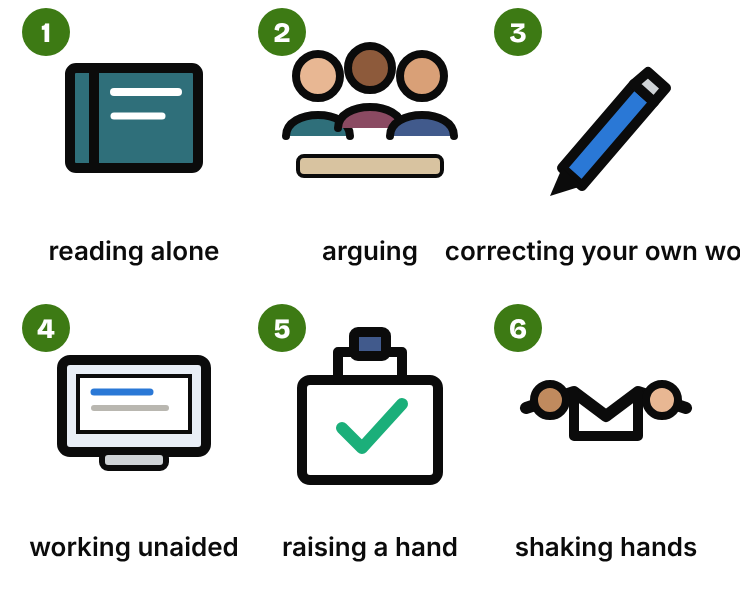 1
2
3
reading alone
arguing
correcting your own wo
4
5
6
working unaided
raising a hand
shaking hands